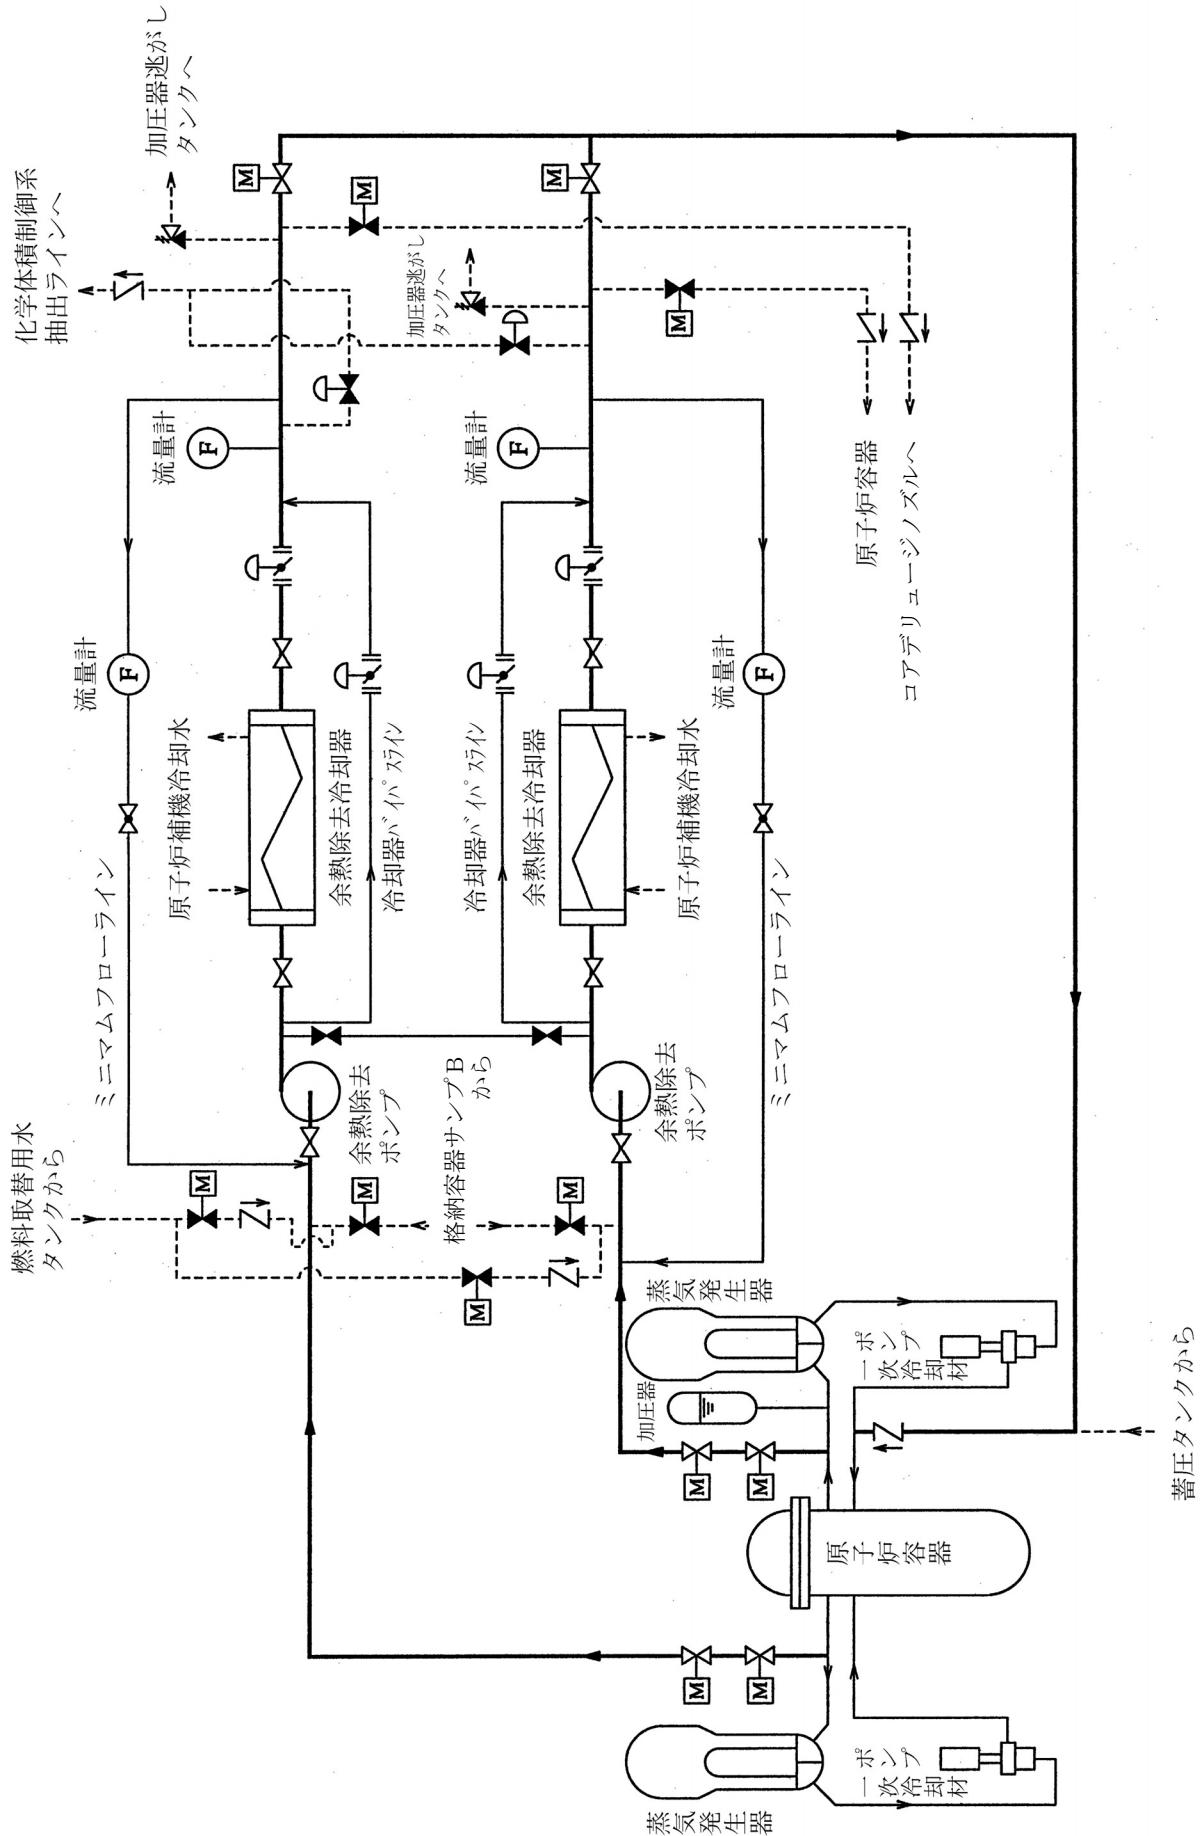 化学体積制御系
抽出ラインへ
加圧器逃がし
タンクへ
M
M
加圧器逃がし
タンクへ
M
M
流量計
F
流量計
F
原子炉容器
コアデリュージノズルへ
流量計
F
流量計
F
原子炉補機冷却水
余熱除去冷却器
冷却器バイパスライン
冷却器バイパスライン
余熱除去冷却器
原子炉補機冷却水
ミニマムフローライン
ミニマムフローライン
燃料取替用水
タンクから
余熱除去
ポンプ
格納容器サンプB
から
余熱除去
ポンプ
M
M
M
M
蒸気発生器
加圧器
一次冷却材
ポンプ
M
M
原子炉容器
蓄圧タンクから
M
M
蒸気発生器
一次冷却材
ポンプ